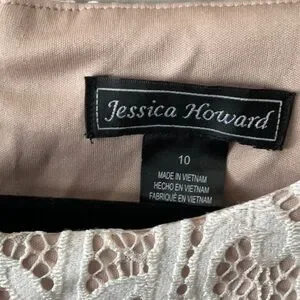 Jessica Howard
10
MADE IN VIETNAM
HECHO EN VIETNAM
FABRIQUÉ EN VIETNAM